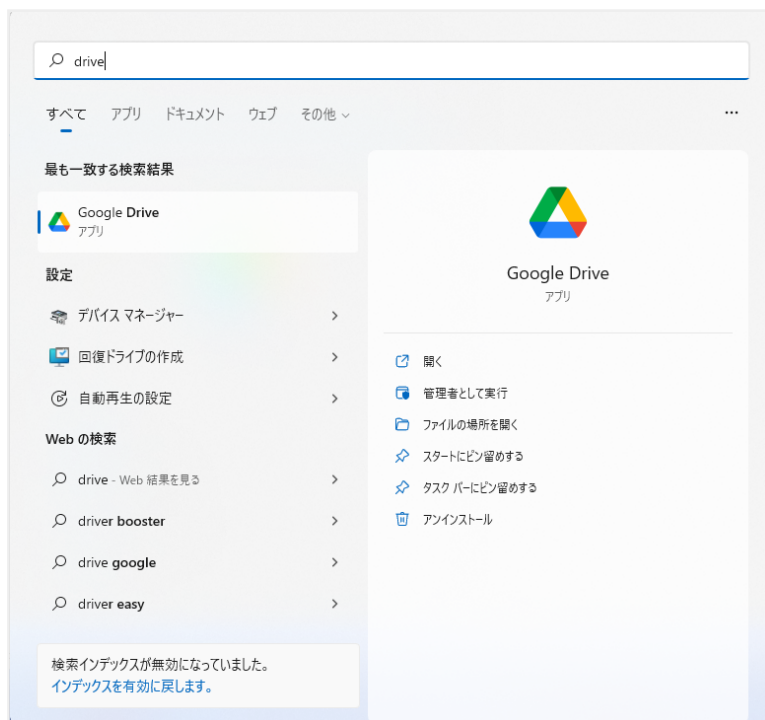 drive
すべて アプリ ドキュメント ウェブ その他
最も一致する検索結果
Google Drive
アプリ
設定
デバイス マネージャー
回復ドライブの作成
自動再生の設定
Web の検索
drive - Web 結果を見る
driver booster
drive google
driver easy
検索インデックスが無効になっていました。
インデックスを有効に戻します。
Google Drive
アプリ
開く
管理者として実行
ファイルの場所を開く
スタートにピン留めする
タスク バーにピン留めする
アンインストール